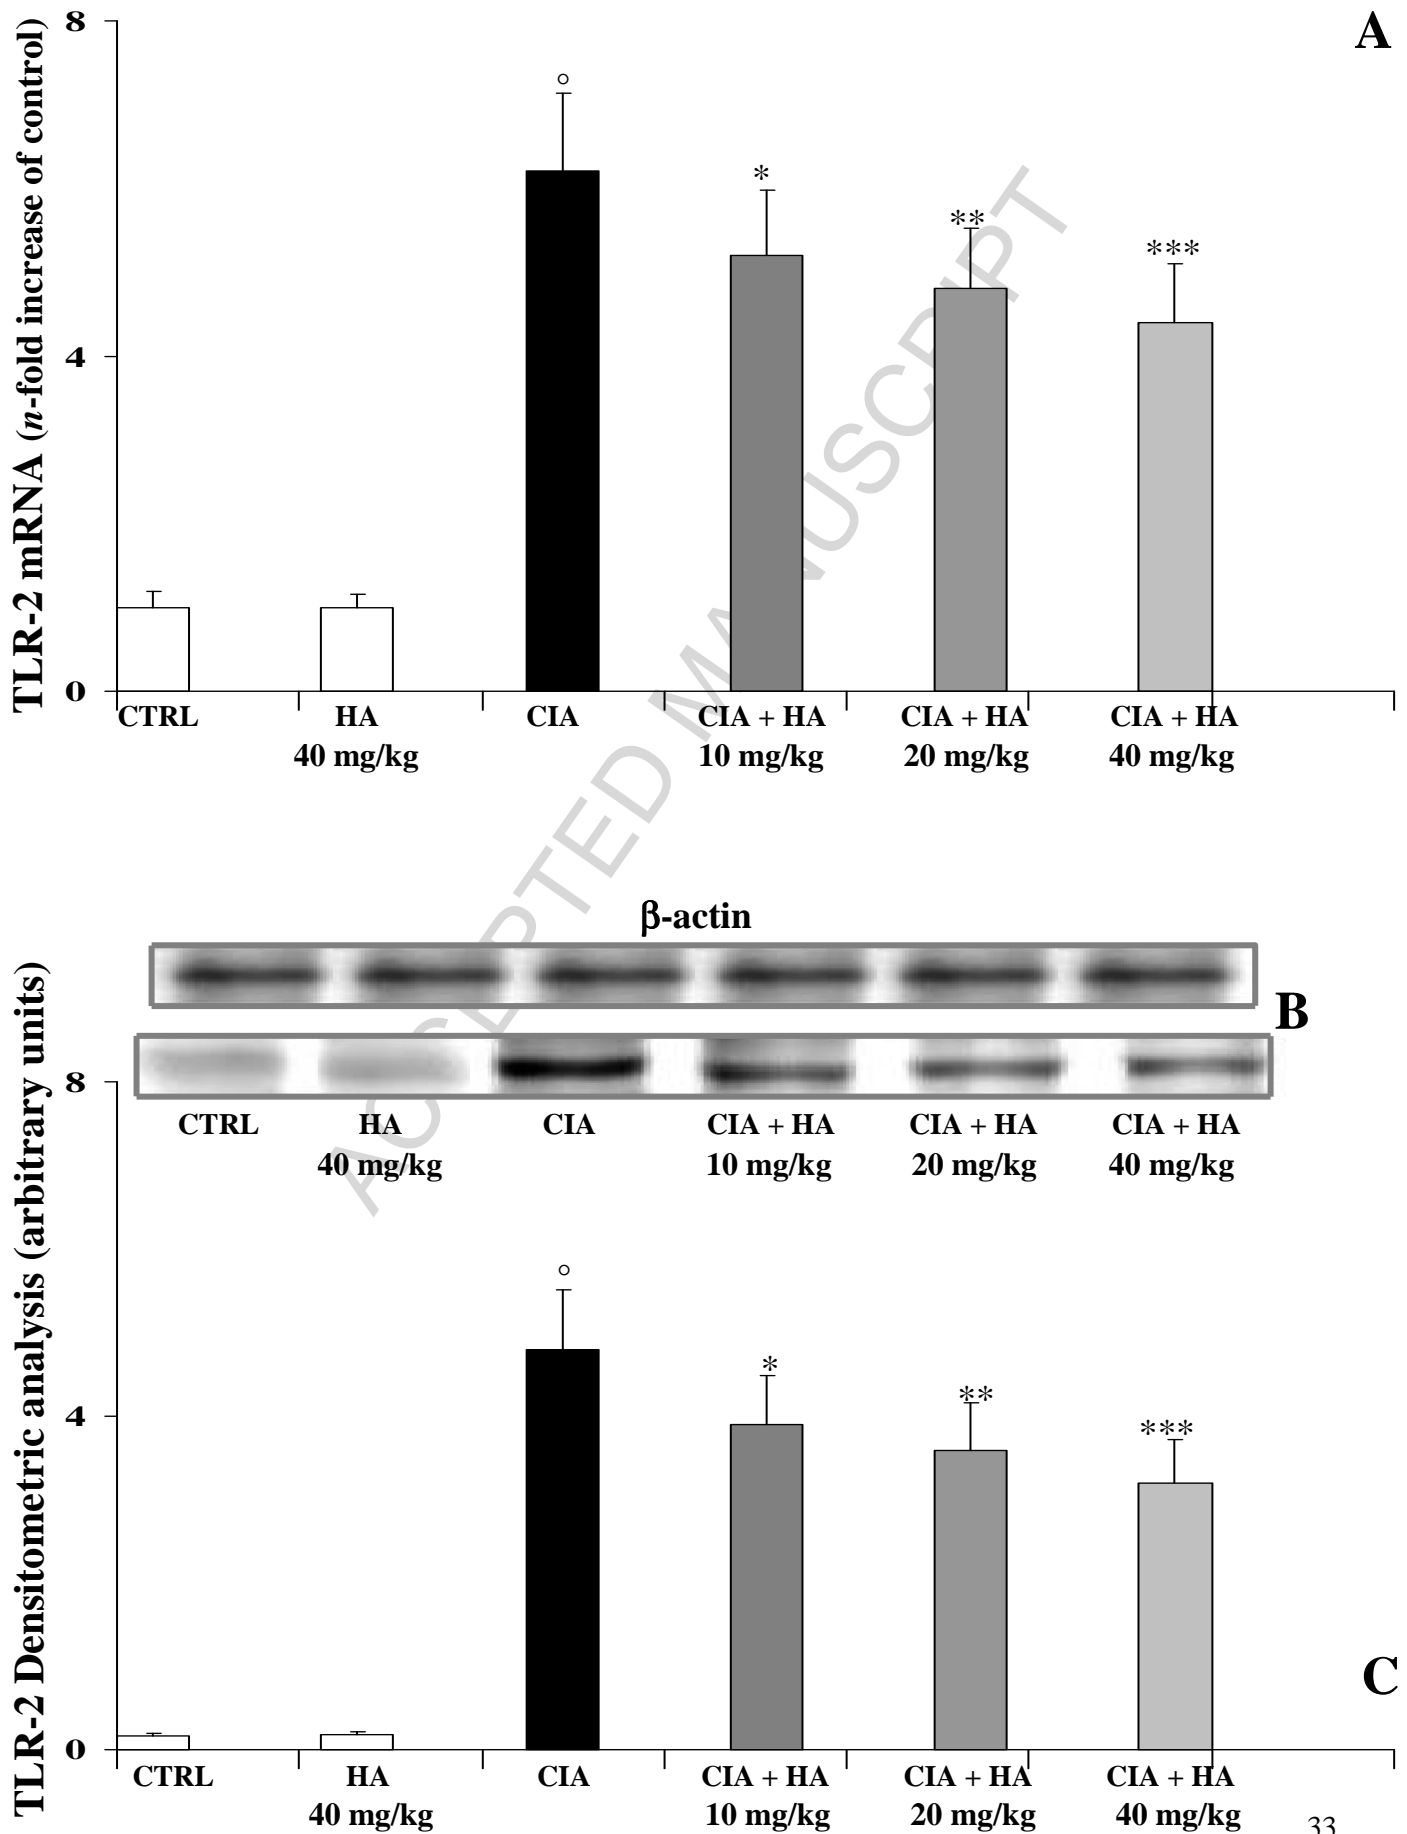 A
TLR-2 mRNA (n-fold increase of control)
8
4
0
°
*
**
***
CTRL
HA
40 mg/kg
CIA
CIA + HA
10 mg/kg
CIA + HA
20 mg/kg
CIA + HA
40 mg/kg
ACCEPTED MANUSCRIPT
β-actin
B
CTRL
HA
40 mg/kg
CIA
CIA + HA
10 mg/kg
CIA + HA
20 mg/kg
CIA + HA
40 mg/kg
TLR-2 Densitometric analysis (arbitrary units)
8
4
0
°
*
**
***
C
CTRL
HA
40 mg/kg
CIA
CIA + HA
10 mg/kg
CIA + HA
20 mg/kg
CIA + HA
40 mg/kg
33